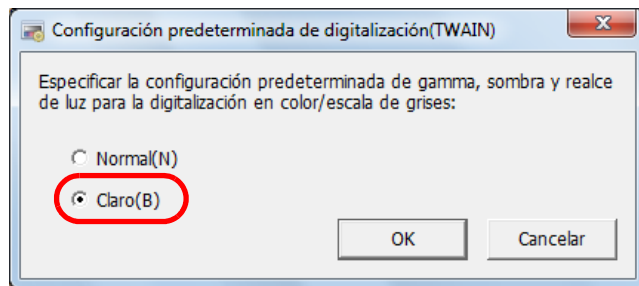 Configuración predeterminada de digitalización(TWAIN)
Especificar la configuración predeterminada de gamma, sombra y realce
de luz para la digitalización en color/escala de grises:
Normal(N)
Claro(B)
OK
Cancelar